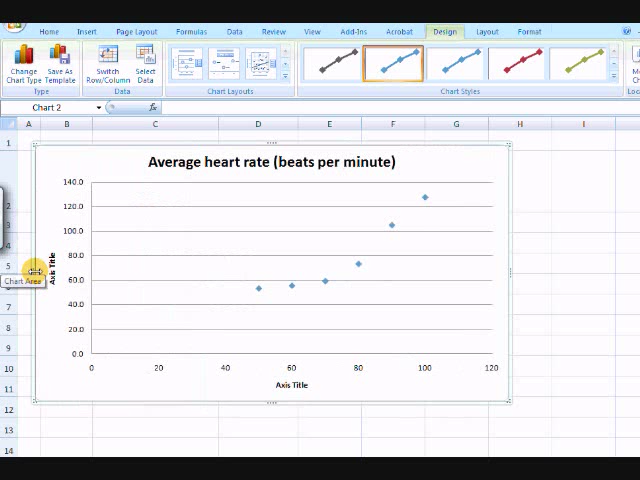 Home Insert Page Layout Formulas Data Review View Add-Ins Acrobat Design Layout Format
Change Chart Type Save As Template Switch Row/Column Select Data
Type Data Chart Layouts Chart Styles
Chart 2 fx
A B C D E F G H I
1
2
3
4
5
7
8
9
10
11
12
13
14
Average heart rate (beats per minute)
140.0
120.0
100.0
80.0
60.0
40.0
20.0
0.0
Axis Title
Chart Area
0 20 40 60 80 100 120
Axis Title